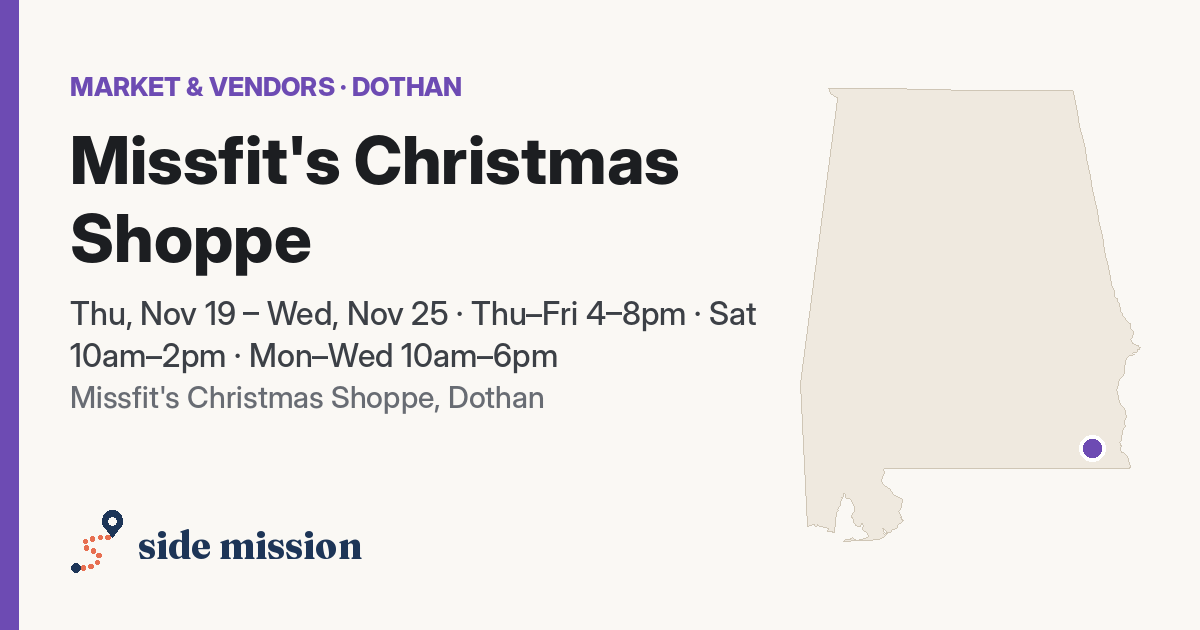 MARKET & VENDORS · DOTHAN
Missfit's Christmas
Shoppe
Thu, Nov 19 – Wed, Nov 25 · Thu–Fri 4–8pm · Sat
10am–2pm · Mon–Wed 10am–6pm
Missfit's Christmas Shoppe, Dothan
side mission